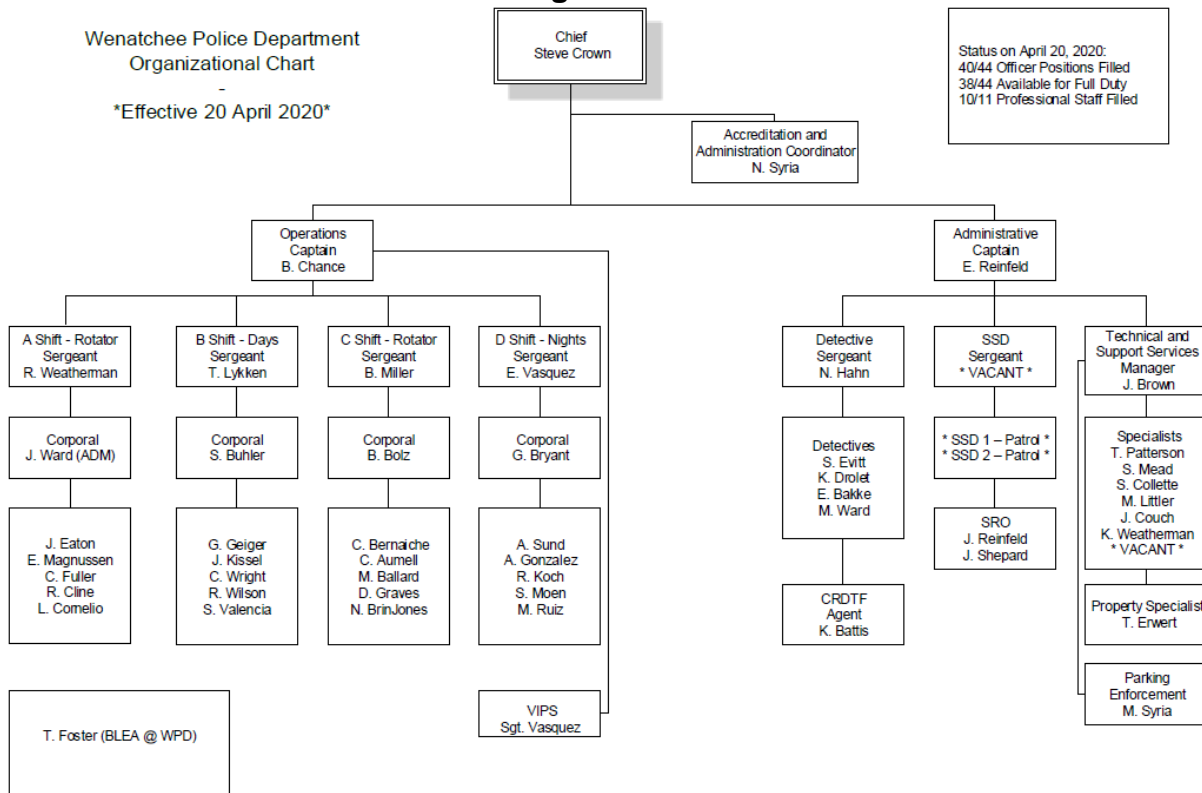 Wenatchee Police Department
Organizational Chart
-
*Effective 20 April 2020*
Chief
Steve Crown
Status on April 20, 2020:
40/44 Officer Positions Filled
38/44 Available for Full Duty
10/11 Professional Staff Filled
Accreditation and
Administration Coordinator
N. Syria
Operations
Captain
B. Chance
Administrative
Captain
E. Reinfeld
A Shift - Rotator
Sergeant
R. Weatherman
B Shift - Days
Sergeant
T. Lykken
C Shift - Rotator
Sergeant
B. Miller
D Shift - Nights
Sergeant
E. Vasquez
Detective
Sergeant
N. Hahn
SSD
Sergeant
* VACANT *
Technical and
Support Services
Manager
J. Brown
Corporal
J. Ward (ADM)
Corporal
S. Buhler
Corporal
B. Bolz
Corporal
G. Bryant
Detectives
S. Evitt
K. Drolet
E. Bakke
M. Ward
* SSD 1 – Patrol *
* SSD 2 – Patrol *
Specialists
T. Patterson
S. Mead
S. Collette
M. Littler
J. Couch
K. Weatherman
* VACANT *
J. Eaton
E. Magnussen
C. Fuller
R. Cline
L. Cornelio
G. Geiger
J. Kissel
C. Wright
R. Wilson
S. Valencia
C. Bernaiche
C. Aumell
M. Ballard
D. Graves
N. BrinJones
A. Sund
A. Gonzalez
R. Koch
S. Moen
M. Ruiz
SRO
J. Reinfeld
J. Shepard
CRDTF
Agent
K. Battis
Property Specialist
T. Erwert
Parking
Enforcement
M. Syria
VIPS
Sgt. Vasquez
T. Foster (BLEA @ WPD)